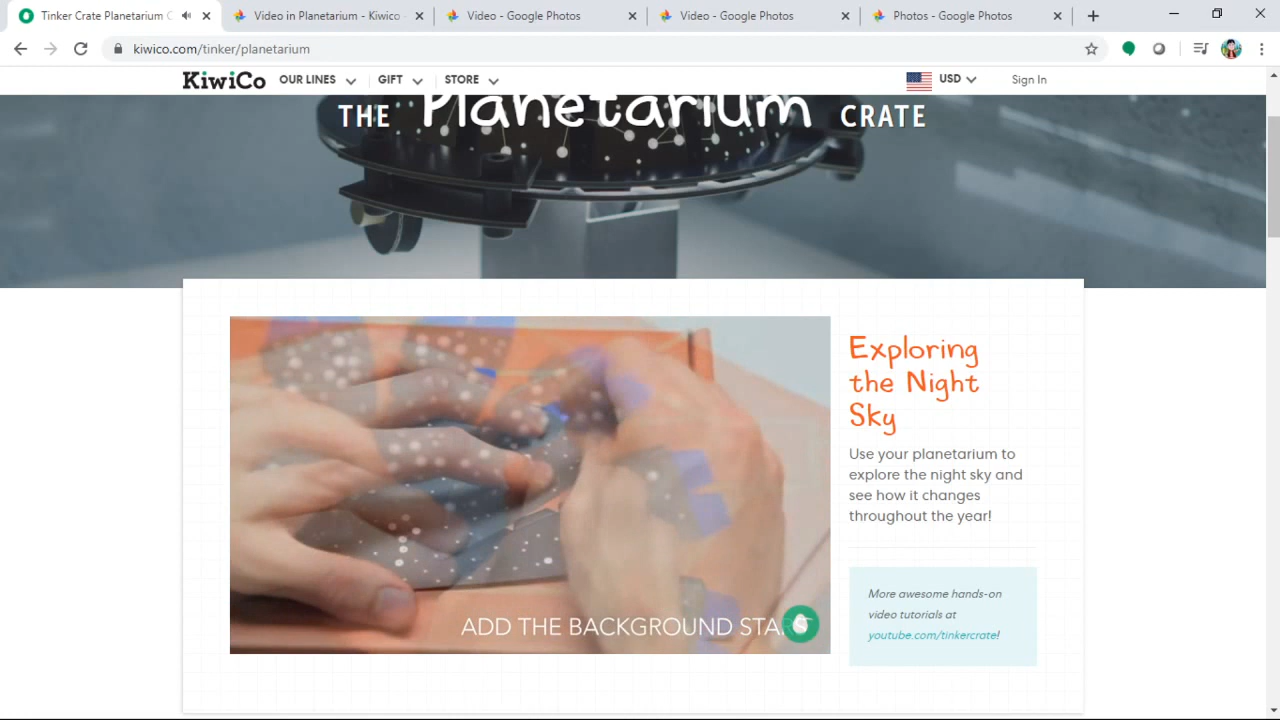 Tinker Crate Planetarium C
Video in Planetarium - Kiwico
Video - Google Photos
Video - Google Photos
Photos - Google Photos
kiwico.com/tinker/planetarium
KiwiCo
OUR LINES
GIFT
STORE
USD
Sign In
THE Planetarium CRATE
ADD THE BACKGROUND STARS
Exploring
the Night
Sky
Use your planetarium to
explore the night sky and
see how it changes
throughout the year!
More awesome hands-on
video tutorials at
youtube.com/tinkercrate!